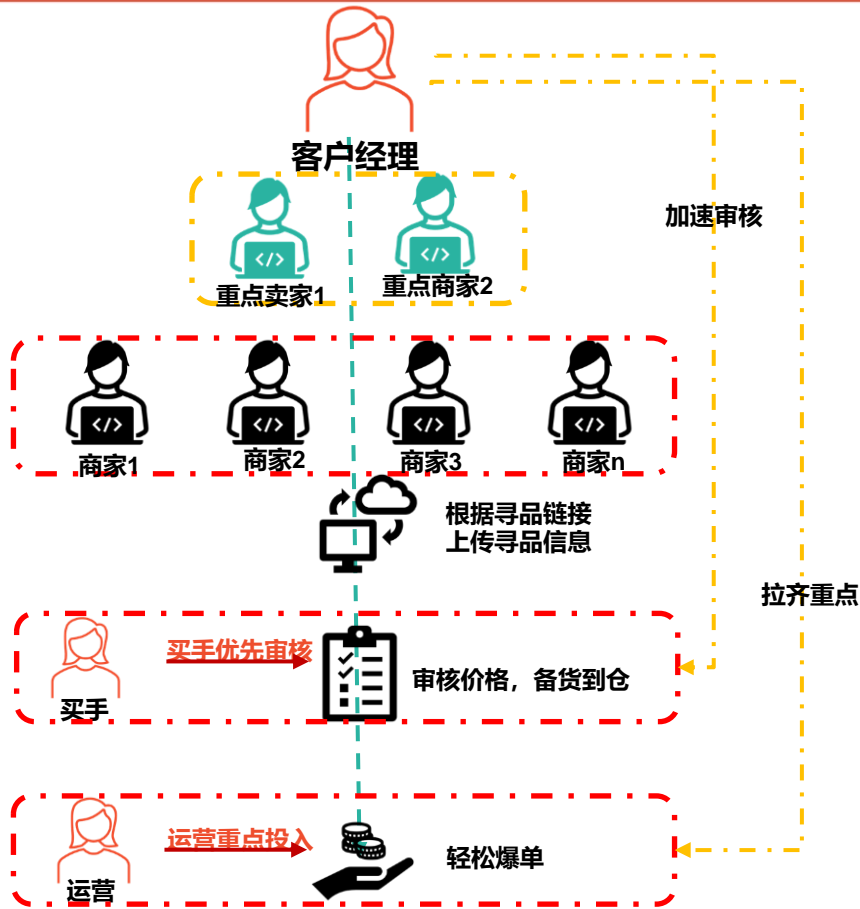 客户经理
加速审核
重点卖家1
重点商家2
</>
</>
商家1
商家2
商家3
商家n
</>
</>
</>
</>
根据寻品链接
上传寻品信息
拉齐重点
买手优先审核
买手
审核价格，备货到仓
运营重点投入
运营
轻松爆单